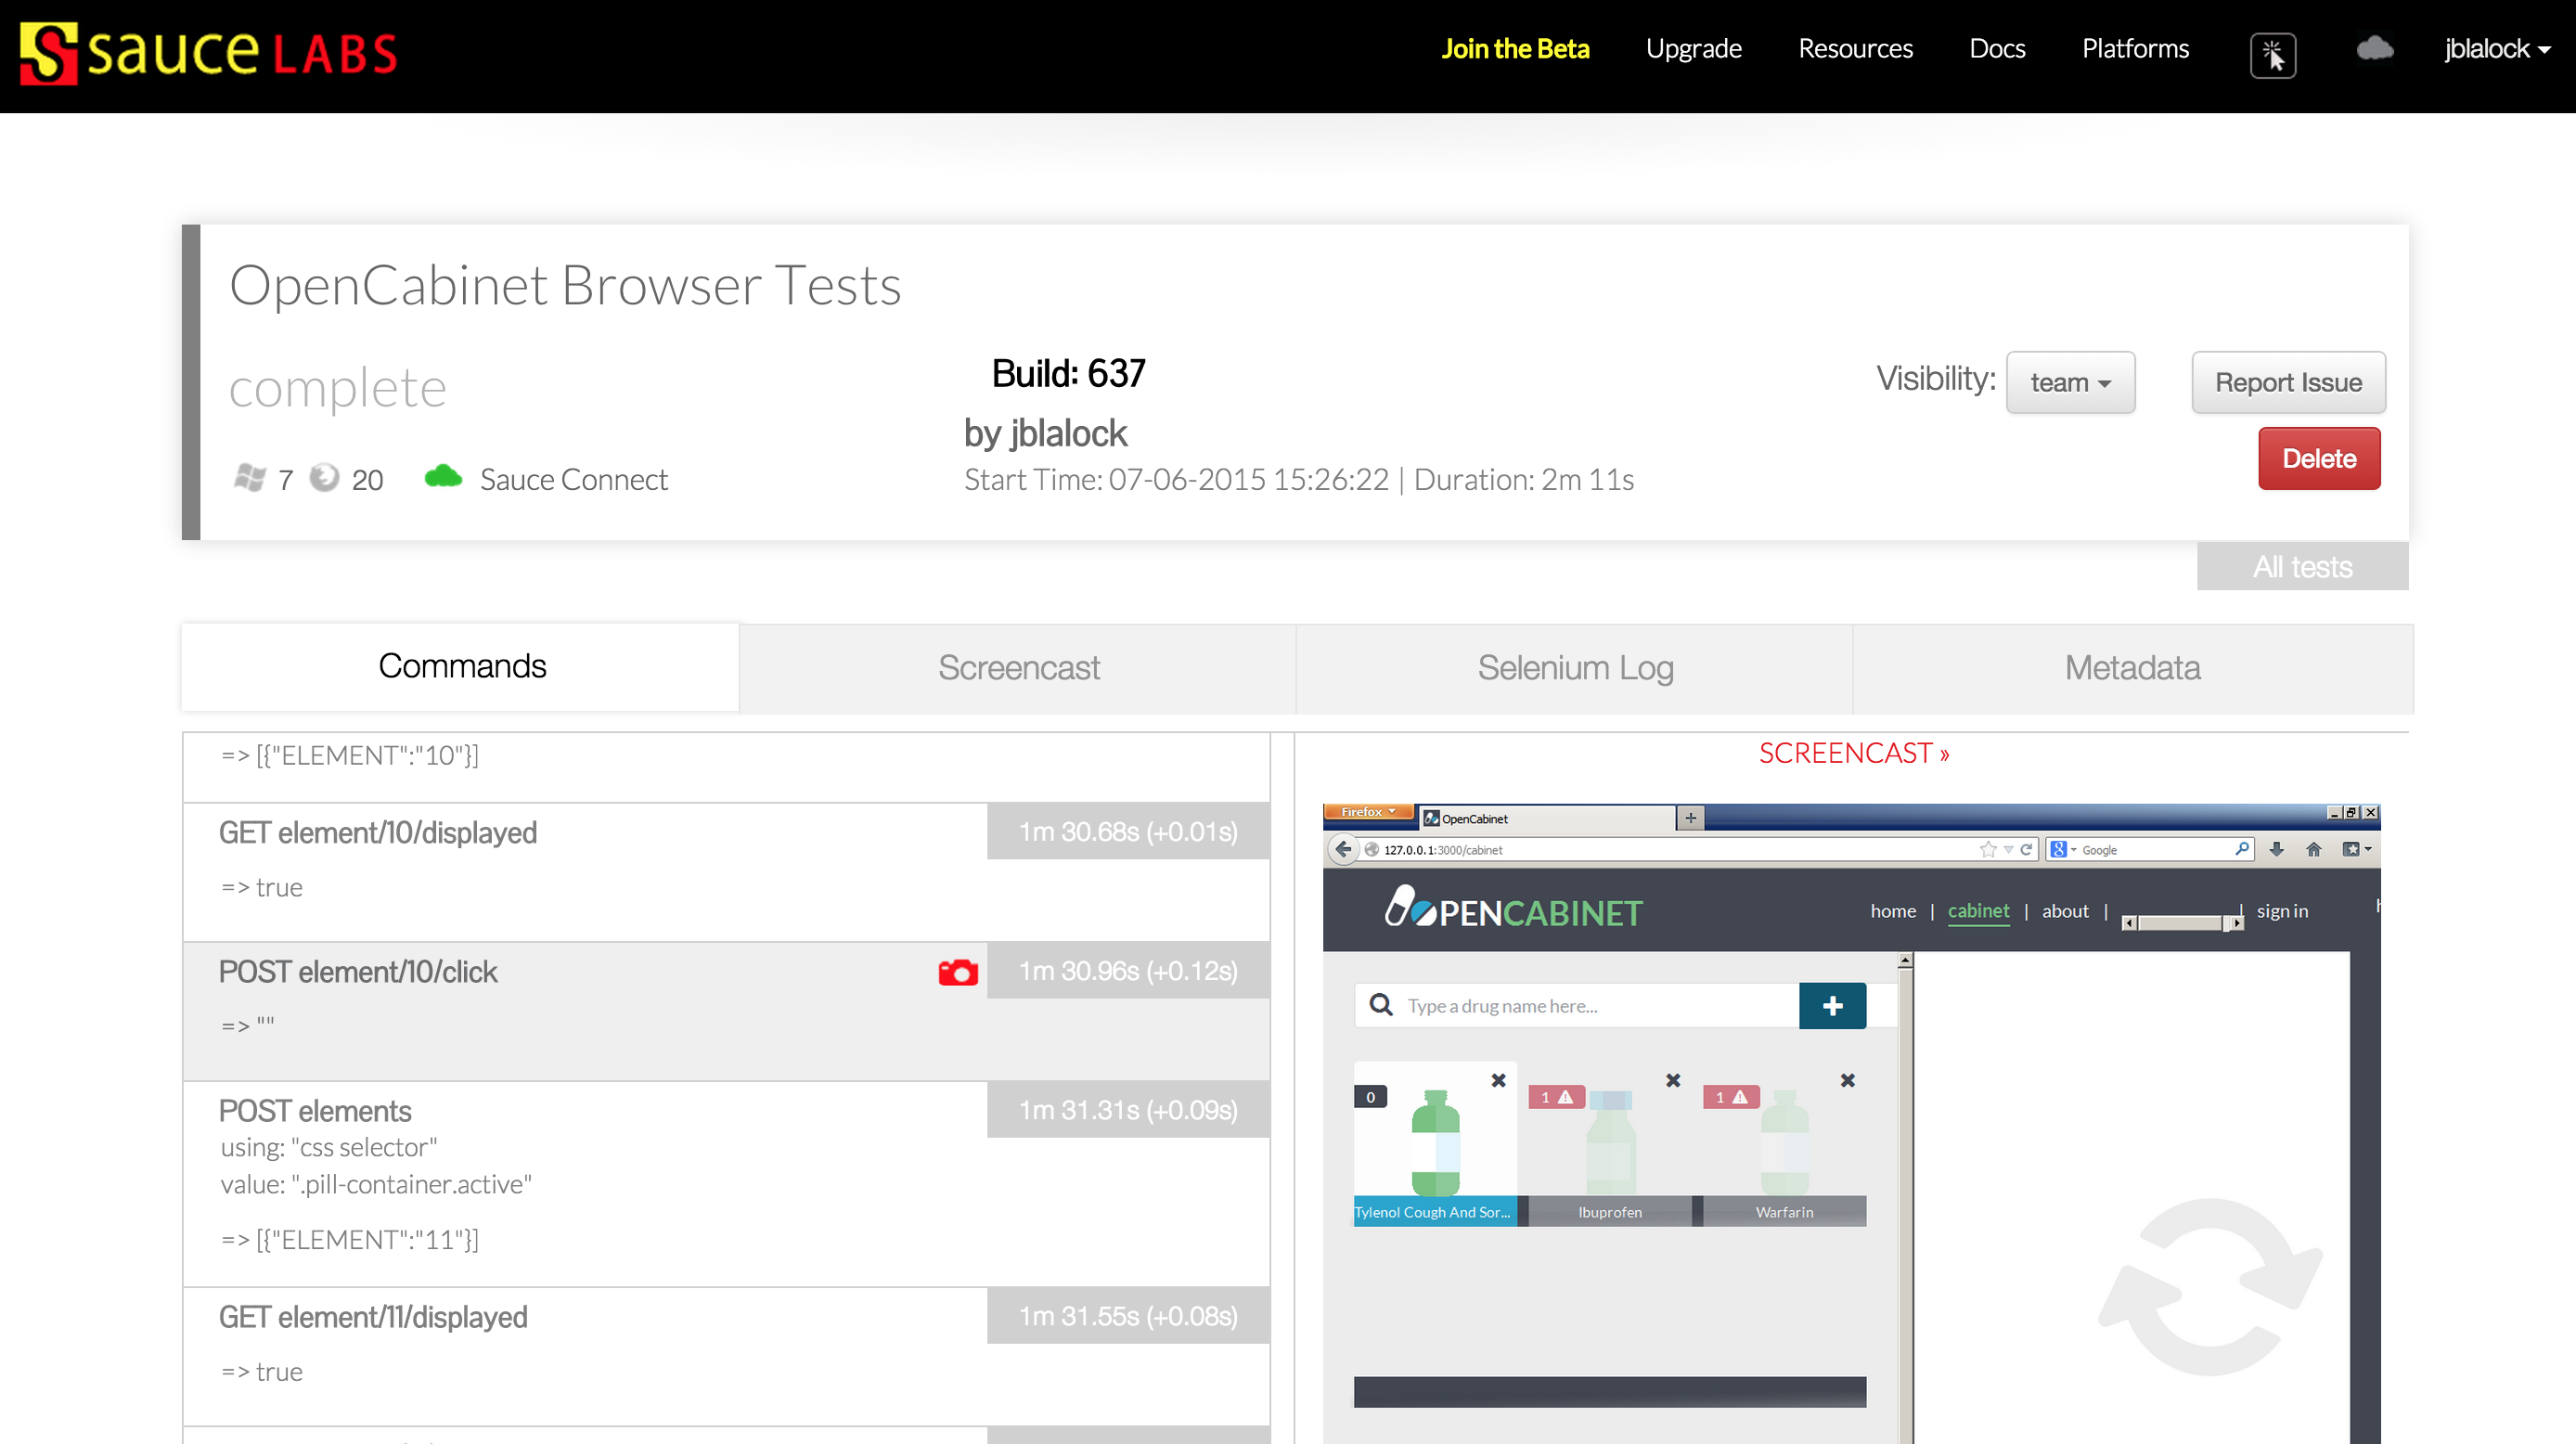 sauce LABS
Join the Beta Upgrade Resources Docs Platforms jblalock
OpenCabinet Browser Tests
complete
Build: 637
by jblalock
7 20 Sauce Connect
Start Time: 07-06-2015 15:26:22 | Duration: 2m 11s
Visibility: team
Report Issue
Delete
All tests
Commands Screencast Selenium Log Metadata
=> [{"ELEMENT":"10"}]
GET element/10/displayed 1m 30.68s (+0.01s)
=> true
POST element/10/click 1m 30.96s (+0.12s)
=> ""
POST elements 1m 31.31s (+0.09s)
using: "css selector"
value: ".pill-container.active"
=> [{"ELEMENT":"11"}]
GET element/11/displayed 1m 31.55s (+0.08s)
=> true
SCREENCAST »
Firefox OpenCabinet
127.0.0.1:3000/cabinet Google
OPENCABINET
home | cabinet | about | | sign in
Type a drug name here...
0 1 1
Tylenol Cough And Sor... Ibuprofen Warfarin